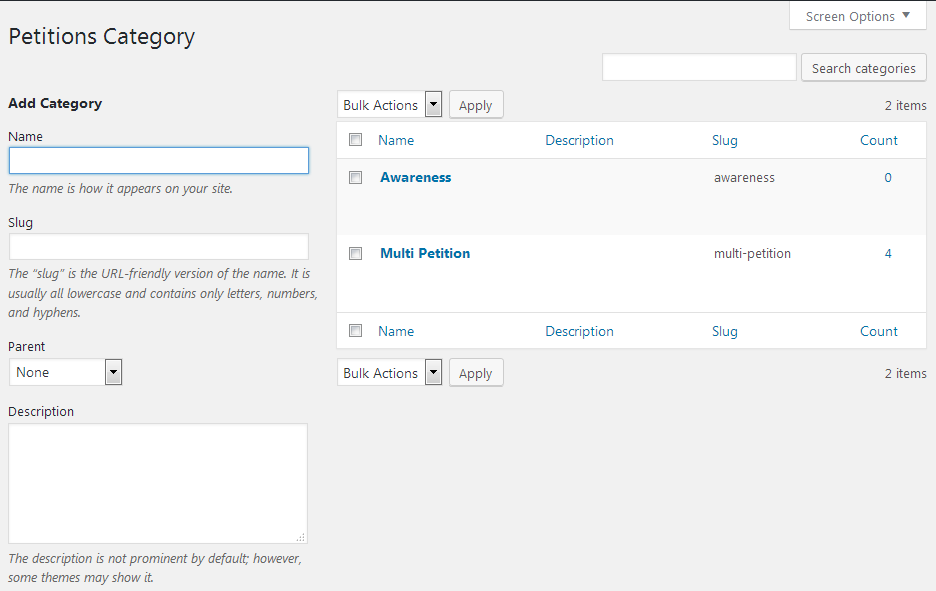 Screen Options
Petitions Category
Search categories
Add Category
Name
The name is how it appears on your site.
Slug
The “slug” is the URL-friendly version of the name. It is
usually all lowercase and contains only letters, numbers,
and hyphens.
Parent
None
Description
The description is not prominent by default; however,
some themes may show it.
Bulk Actions Apply 2 items
Name Description Slug Count
Awareness awareness 0
Multi Petition multi-petition 4
Name Description Slug Count
Bulk Actions Apply 2 items